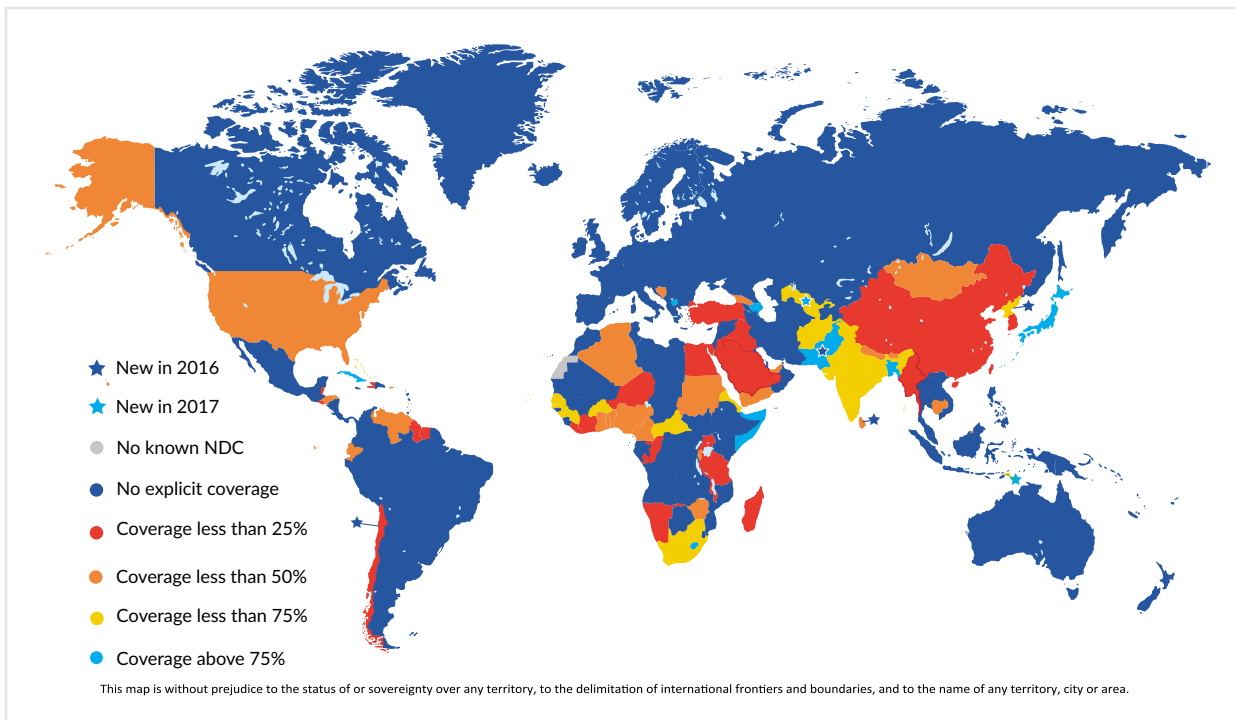 New in 2016
New in 2017
No known NDC
No explicit coverage
Coverage less than 25%
Coverage less than 50%
Coverage less than 75%
Coverage above 75%
This map is without prejudice to the status of or sovereignty over any territory, to the delimitation of international frontiers and boundaries, and to the name of any territory, city or area.